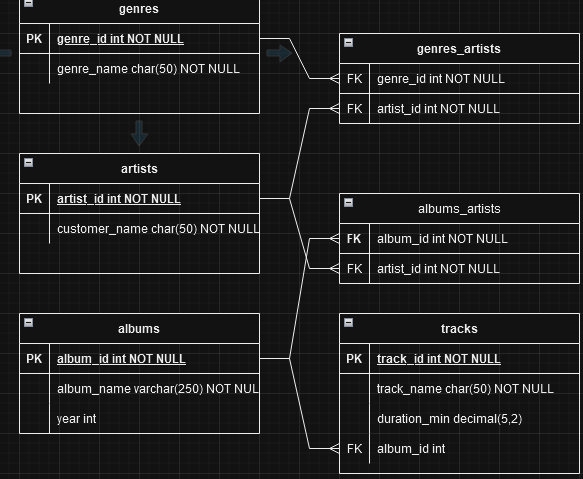 genres
PK genre_id int NOT NULL
genre_name char(50) NOT NULL
genres_artists
FK genre_id int NOT NULL
FK artist_id int NOT NULL
artists
PK artist_id int NOT NULL
customer_name char(50) NOT NULL
albums_artists
FK album_id int NOT NULL
FK artist_id int NOT NULL
albums
PK album_id int NOT NULL
album_name varchar(250) NOT NUL
year int
tracks
PK track_id int NOT NULL
track_name char(50) NOT NULL
duration_min decimal(5,2)
FK album_id int